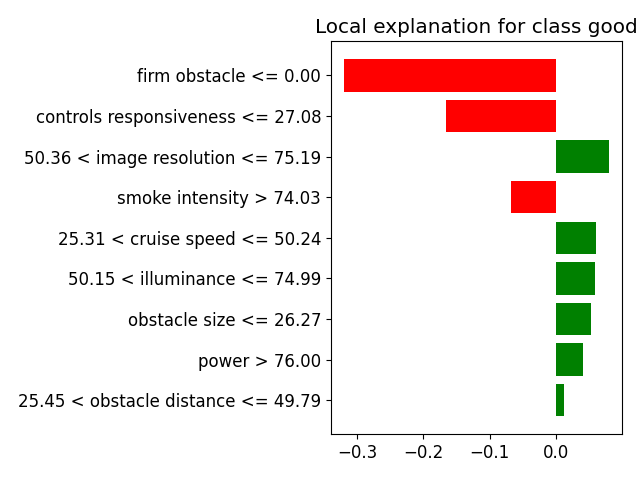 Local explanation for class good
firm obstacle <= 0.00
controls responsiveness <= 27.08
50.36 < image resolution <= 75.19
smoke intensity > 74.03
25.31 < cruise speed <= 50.24
50.15 < illuminance <= 74.99
obstacle size <= 26.27
power > 76.00
25.45 < obstacle distance <= 49.79
−0.3 −0.2 −0.1 0.0